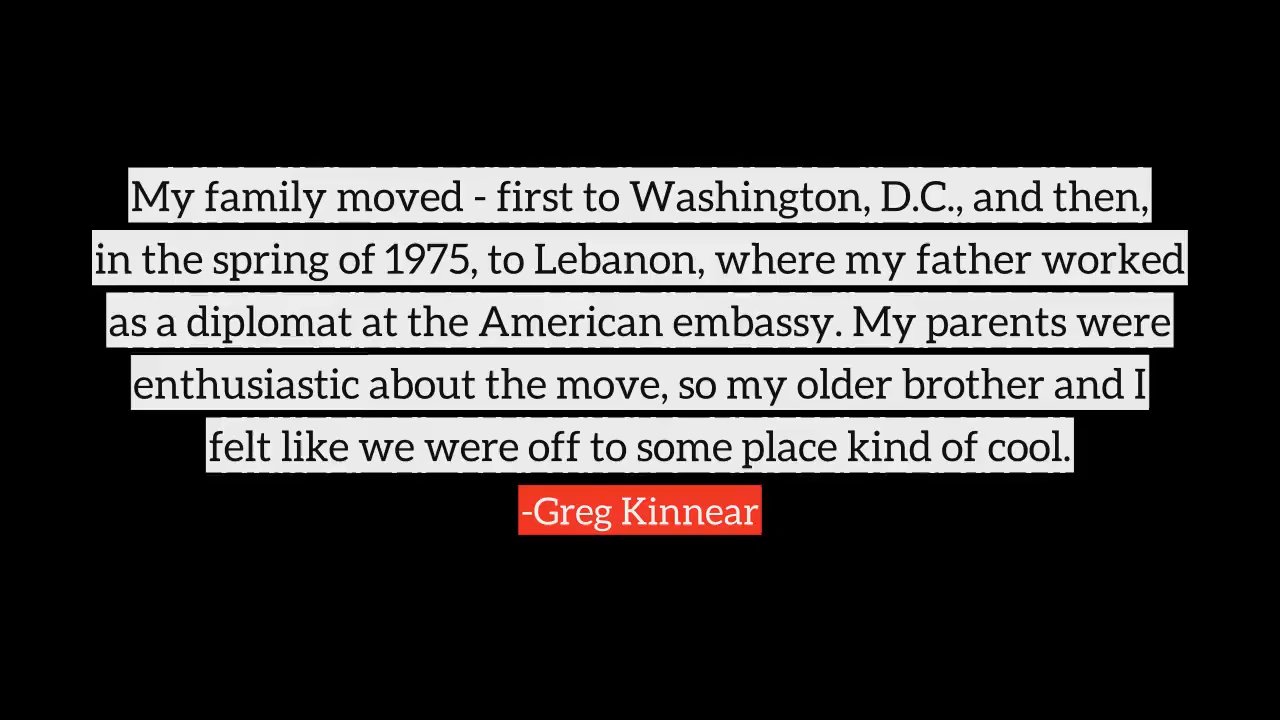 My family moved - first to Washington, D.C., and then,
in the spring of 1975, to Lebanon, where my father worked
as a diplomat at the American embassy. My parents were
enthusiastic about the move, so my older brother and I
felt like we were off to some place kind of cool.
-Greg Kinnear